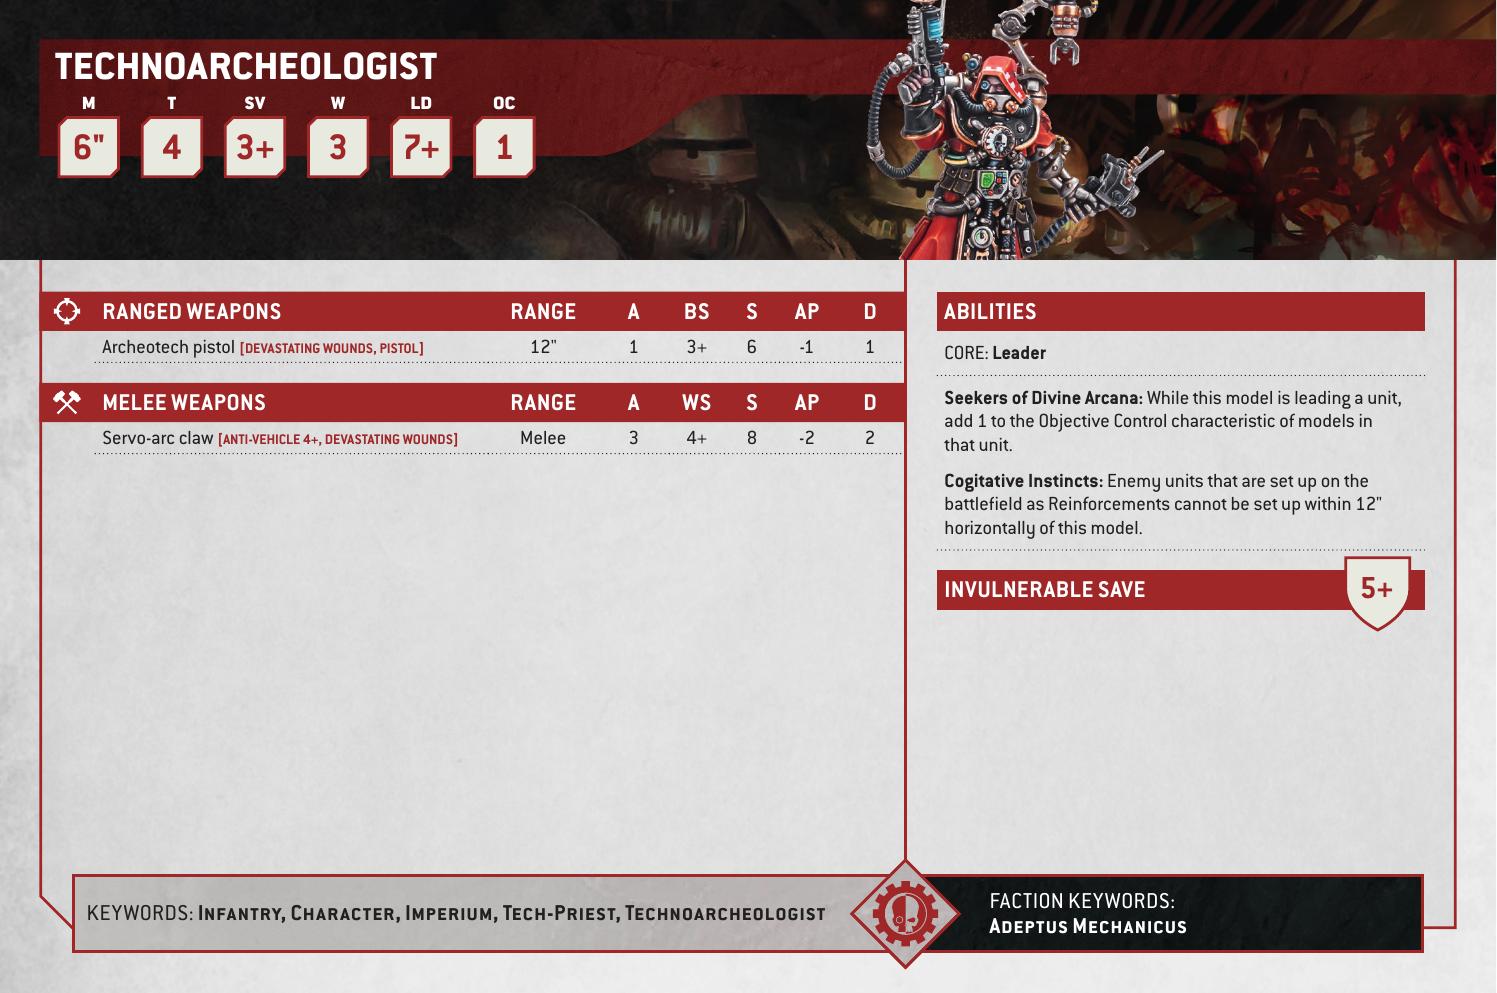 TECHNOARCHEOLOGIST
M T SV W LD OC
6" 4 3+ 3 7+ 1
RANGED WEAPONS RANGE A BS S AP D
Archeotech pistol [DEVASTATING WOUNDS, PISTOL] 12" 1 3+ 6 -1 1
MELEE WEAPONS RANGE A WS S AP D
Servo-arc claw [ANTI-VEHICLE 4+, DEVASTATING WOUNDS] Melee 3 4+ 8 -2 2
ABILITIES
CORE: Leader
Seekers of Divine Arcana: While this model is leading a unit,
add 1 to the Objective Control characteristic of models in
that unit.
Cogitative Instincts: Enemy units that are set up on the
battlefield as Reinforcements cannot be set up within 12"
horizontally of this model.
INVULNERABLE SAVE 5+
KEYWORDS: INFANTRY, CHARACTER, IMPERIUM, TECH-PRIEST, TECHNOARCHEOLOGIST
FACTION KEYWORDS:
ADEPTUS MECHANICUS